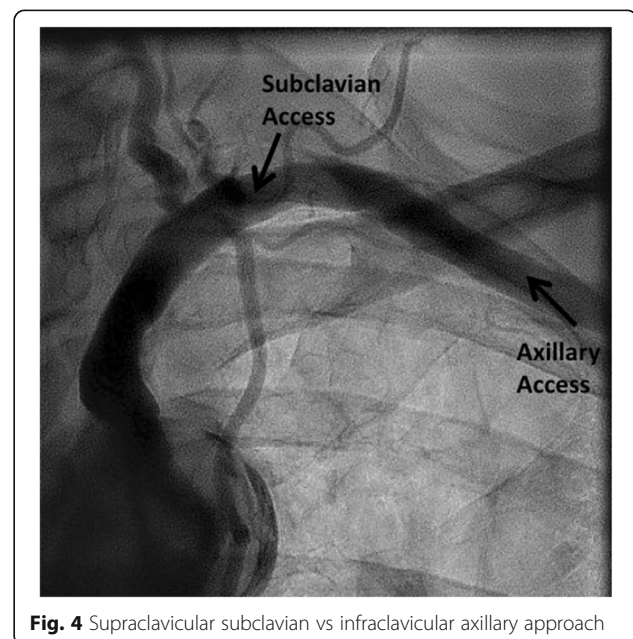 Subclavian
Access
Axillary
Access
Fig. 4 Supraclavicular subclavian vs infraclavicular axillary approach